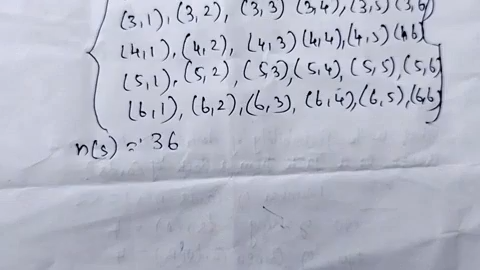 (3,1), (3,2), (3,3) (3,4), (3,5) (3,6)
(4,1), (4,2), (4,3) (4,4), (4,5) (4,6)
(5,1), (5,2), (5,3), (5,4), (5,5), (5,6)
(6,1), (6,2), (6,3), (6,4), (6,5), (6,6)
n(s) = 36